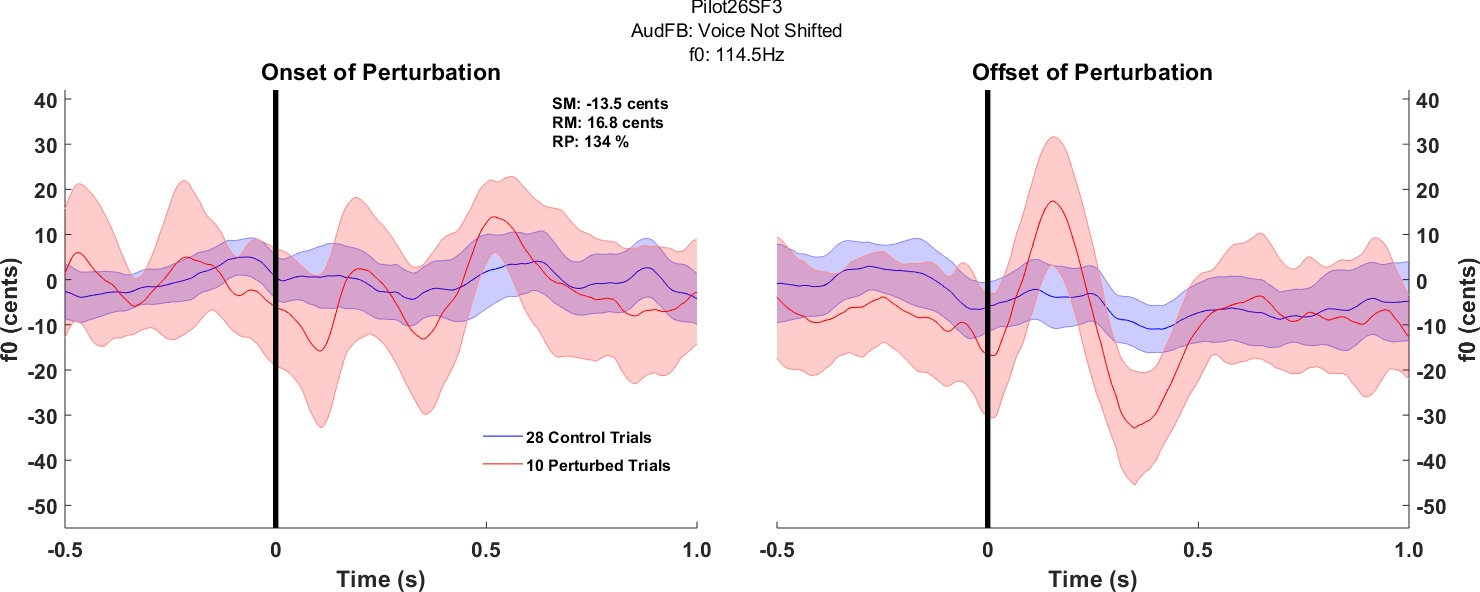 Pilot26SF3
AudFB: Voice Not Shifted
f0: 114.5Hz
Onset of Perturbation
Offset of Perturbation
SM: -13.5 cents
RM: 16.8 cents
RP: 134 %
40
30
20
10
0
-10
-20
-30
-40
-50
f0 (cents)
28 Control Trials
10 Perturbed Trials
-0.5
0
0.5
1.0
Time (s)
-0.5
0
0.5
1.0
Time (s)
40
30
20
10
0
-10
-20
-30
-40
-50
f0 (cents)